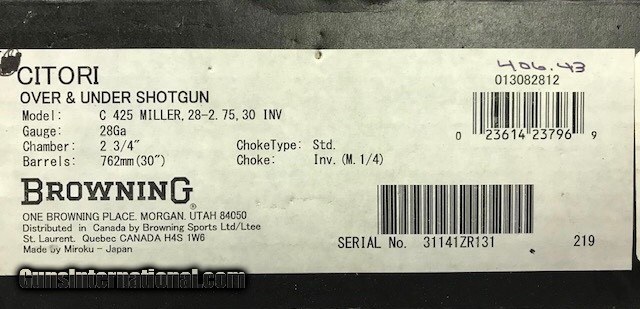 CITORI
OVER & UNDER SHOTGUN
Model: C 425 MILLER, 28-2.75, 30 INV
Gauge: 28Ga
Chamber: 2 3/4" ChokeType: Std.
Barrels: 762mm(30") Choke: Inv.(M.1/4)
406.43
013082812
0 23614 23796 9
BROWNING
ONE BROWNING PLACE. MORGAN. UTAH 84050
Distributed in Canada by Browning Sports Ltd/Ltee
St. Laurent. Quebec CANADA H4S 1W6
Made by Miroku - Japan
SERIAL No. 31141ZR131 219
GunsInternational.com